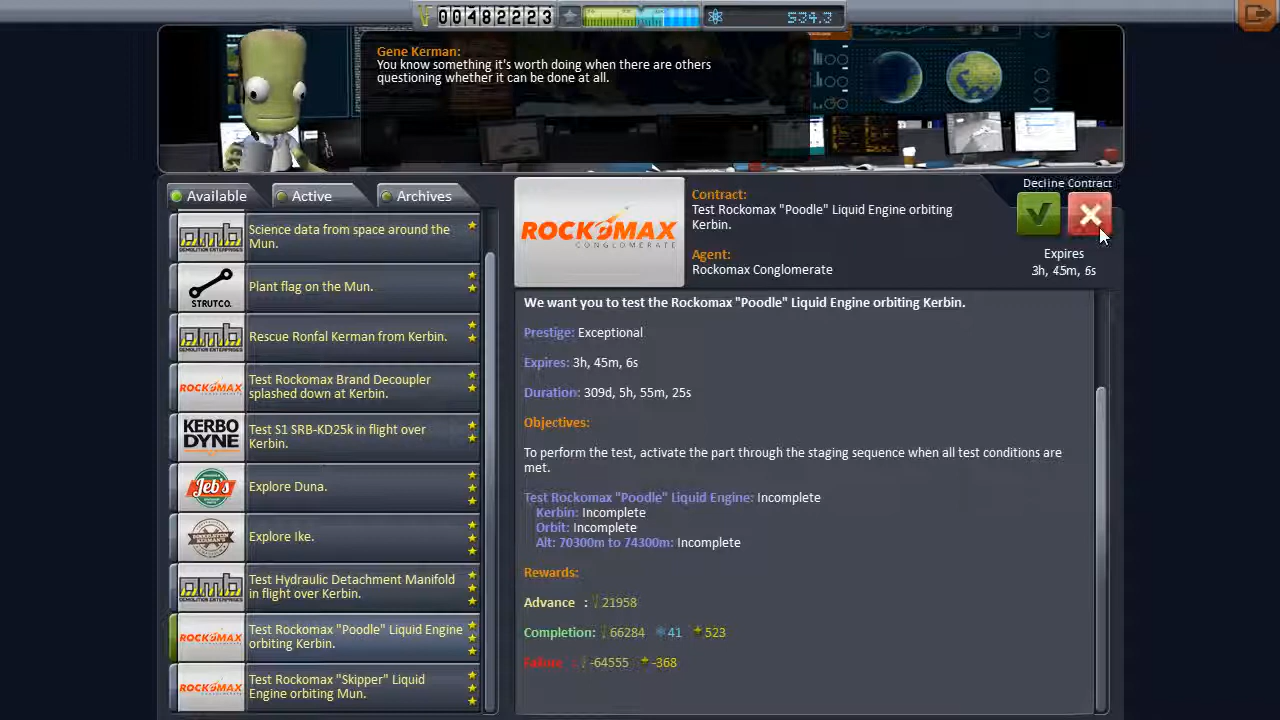 00482223
534.3
Gene Kerman:
You know something it's worth doing when there are others
questioning whether it can be done at all.
Available
Active
Archives
Science data from space around the
Mun.
DEMOLITION ENTERPRISES
Plant flag on the Mun.
STRUTCO.
Rescue Ronfal Kerman from Kerbin.
DEMOLITION ENTERPRISES
Test Rockomax Brand Decoupler
splashed down at Kerbin.
ROCKOMAX
Test S1 SRB-KD25k in flight over
Kerbin.
KERBO
DYNE
Explore Duna.
Jeb's
Explore Ike.
Test Hydraulic Detachment Manifold
in flight over Kerbin.
DEMOLITION ENTERPRISES
Test Rockomax "Poodle" Liquid Engine
orbiting Kerbin.
ROCKOMAX
Test Rockomax "Skipper" Liquid
Engine orbiting Mun.
ROCKOMAX
ROCKOMAX
CONGLOMERATE
Contract:
Test Rockomax "Poodle" Liquid Engine orbiting
Kerbin.
Agent:
Rockomax Conglomerate
Decline Contract
Expires
3h, 45m, 6s
We want you to test the Rockomax "Poodle" Liquid Engine orbiting Kerbin.
Prestige: Exceptional
Expires: 3h, 45m, 6s
Duration: 309d, 5h, 55m, 25s
Objectives:
To perform the test, activate the part through the staging sequence when all test conditions are
met.
Test Rockomax "Poodle" Liquid Engine: Incomplete
Kerbin: Incomplete
Orbit: Incomplete
Alt: 70300m to 74300m: Incomplete
Rewards:
Advance : 21958
Completion: 66284 41 523
Failure : -64555 -368